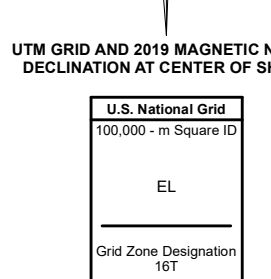 UTM GRID AND 2019 MAGNETIC
DECLINATION AT CENTER OF
U.S. National Grid
100,000 - m Square ID
EL
Grid Zone Designation
16T